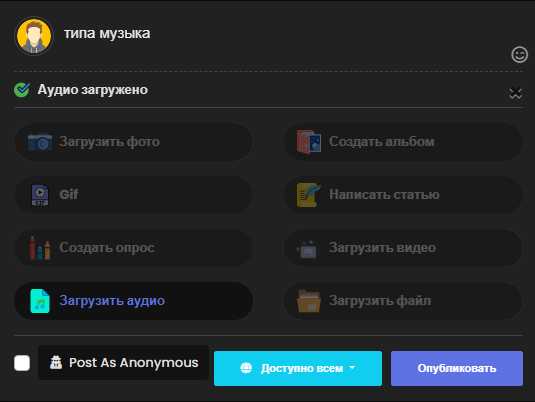 типа музыка
Аудио загружено
Загрузить фото
Создать альбом
Gif
Написать статью
Создать опрос
Загрузить видео
Загрузить аудио
Загрузить файл
Post As Anonymous
Доступно всем
Опубликовать